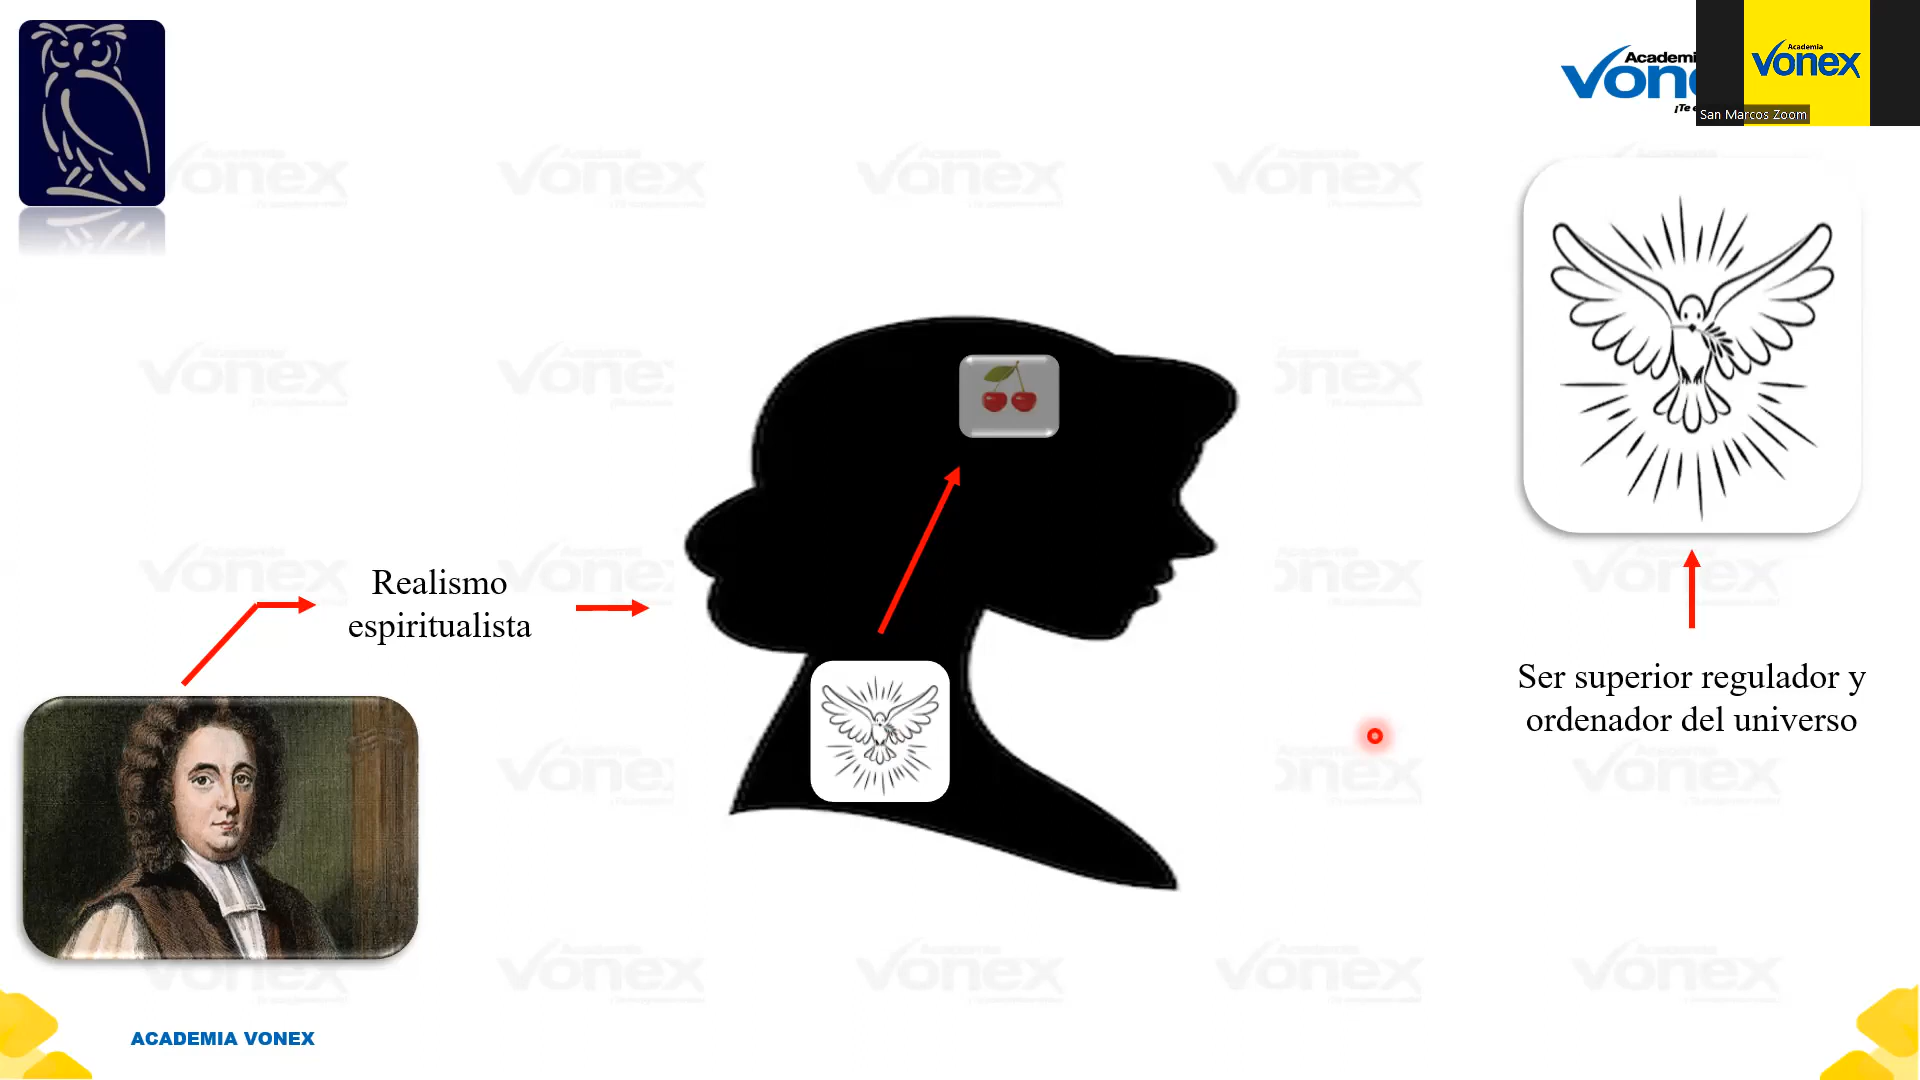 Academia
vonex
San Marcos Zoom
Realismo
espiritualista
Ser superior regulador y
ordenador del universo
ACADEMIA VONEX